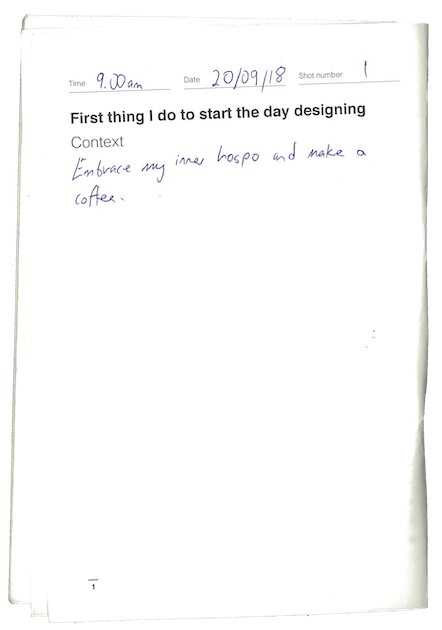 Time 9.00am Date 20/09/18 Shot number 1
First thing I do to start the day designing
Context
Embrace my inner hospo and make a
coffee.
1